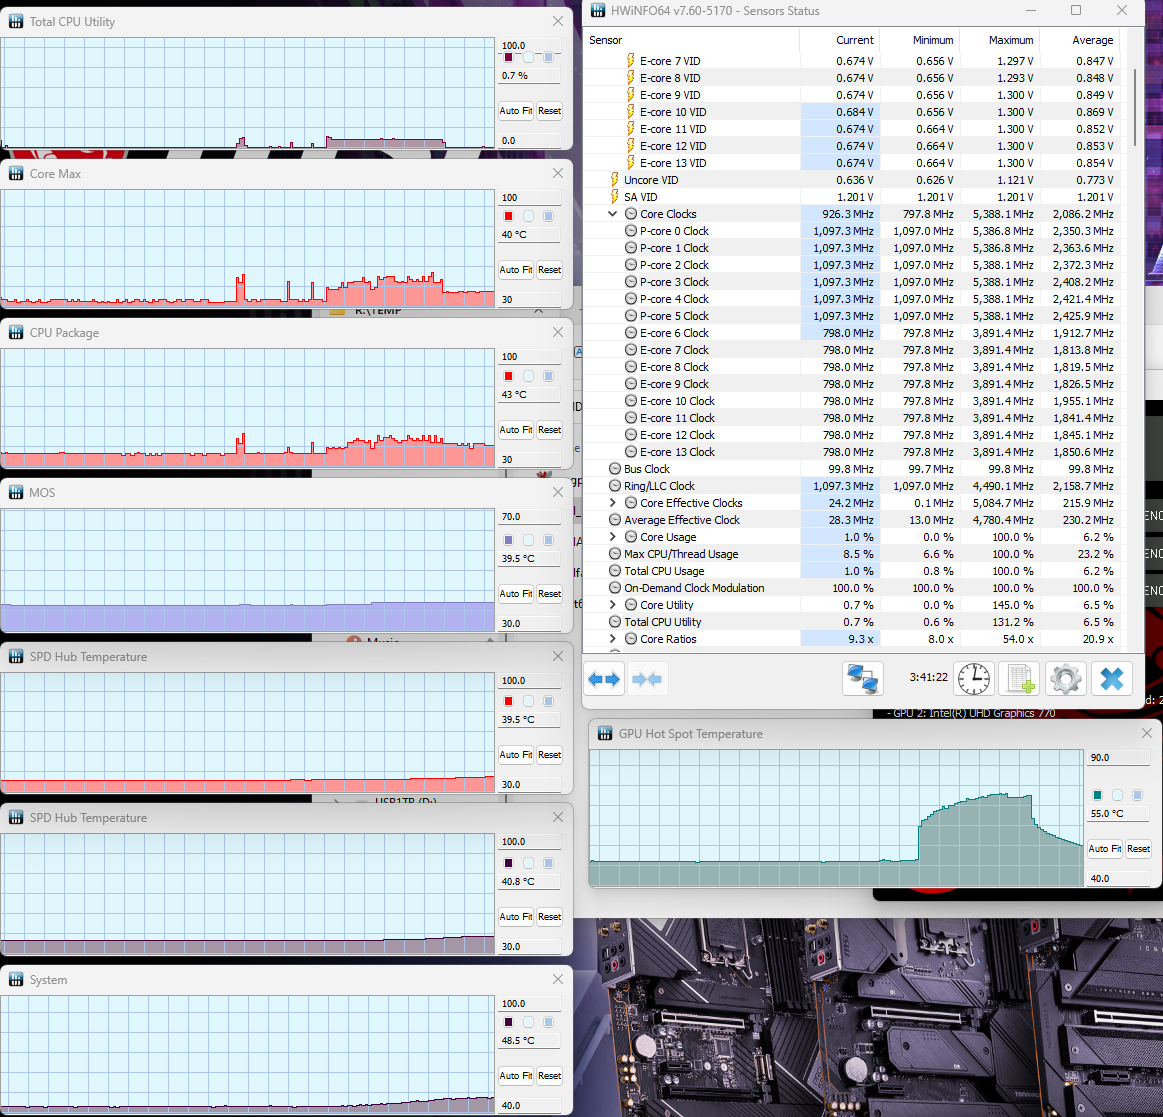 Total CPU Utility
100.0
0.7 %
Auto Fit Reset
0.0
Core Max
100
40 °C
Auto Fit Reset
30
R:\TEMP
CPU Package
100
43 °C
Auto Fit Reset
30
MOS
70.0
39.5 °C
Auto Fit Reset
30.0
Music
SPD Hub Temperature
100.0
39.5 °C
Auto Fit Reset
30.0
USB1TB (D:)
SPD Hub Temperature
100.0
40.8 °C
Auto Fit Reset
30.0
System
100.0
48.5 °C
Auto Fit Reset
40.0
HWiNFO64 v7.60-5170 - Sensors Status
Sensor Current Minimum Maximum Average
E-core 7 VID 0.674 V 0.656 V 1.297 V 0.847 V
E-core 8 VID 0.674 V 0.656 V 1.293 V 0.848 V
E-core 9 VID 0.674 V 0.656 V 1.300 V 0.849 V
E-core 10 VID 0.684 V 0.656 V 1.300 V 0.869 V
E-core 11 VID 0.674 V 0.664 V 1.300 V 0.852 V
E-core 12 VID 0.674 V 0.664 V 1.300 V 0.853 V
E-core 13 VID 0.674 V 0.664 V 1.300 V 0.854 V
Uncore VID 0.636 V 0.626 V 1.121 V 0.773 V
SA VID 1.201 V 1.201 V 1.201 V 1.201 V
Core Clocks 926.3 MHz 797.8 MHz 5,388.1 MHz 2,086.2 MHz
P-core 0 Clock 1,097.3 MHz 1,097.0 MHz 5,386.8 MHz 2,350.3 MHz
P-core 1 Clock 1,097.3 MHz 1,097.0 MHz 5,386.8 MHz 2,363.6 MHz
P-core 2 Clock 1,097.3 MHz 1,097.0 MHz 5,388.1 MHz 2,372.3 MHz
P-core 3 Clock 1,097.3 MHz 1,097.0 MHz 5,388.1 MHz 2,408.2 MHz
P-core 4 Clock 1,097.3 MHz 1,097.0 MHz 5,388.1 MHz 2,421.4 MHz
P-core 5 Clock 1,097.3 MHz 1,097.0 MHz 5,388.1 MHz 2,425.9 MHz
E-core 6 Clock 798.0 MHz 797.8 MHz 3,891.4 MHz 1,912.7 MHz
E-core 7 Clock 798.0 MHz 797.8 MHz 3,891.4 MHz 1,813.8 MHz
E-core 8 Clock 798.0 MHz 797.8 MHz 3,891.4 MHz 1,819.5 MHz
E-core 9 Clock 798.0 MHz 797.8 MHz 3,891.4 MHz 1,826.5 MHz
E-core 10 Clock 798.0 MHz 797.8 MHz 3,891.4 MHz 1,955.1 MHz
E-core 11 Clock 798.0 MHz 797.8 MHz 3,891.4 MHz 1,841.4 MHz
E-core 12 Clock 798.0 MHz 797.8 MHz 3,891.4 MHz 1,845.1 MHz
E-core 13 Clock 798.0 MHz 797.8 MHz 3,891.4 MHz 1,850.6 MHz
Bus Clock 99.8 MHz 99.7 MHz 99.8 MHz 99.8 MHz
Ring/LLC Clock 1,097.3 MHz 1,097.0 MHz 4,490.1 MHz 2,158.7 MHz
Core Effective Clocks 24.2 MHz 0.1 MHz 5,084.7 MHz 215.9 MHz
Average Effective Clock 28.3 MHz 13.0 MHz 4,780.4 MHz 230.2 MHz
Core Usage 1.0 % 0.0 % 100.0 % 6.2 %
Max CPU/Thread Usage 8.5 % 6.6 % 100.0 % 23.2 %
Total CPU Usage 1.0 % 0.8 % 100.0 % 6.2 %
On-Demand Clock Modulation 100.0 % 100.0 % 100.0 % 100.0 %
Core Utility 0.7 % 0.0 % 145.0 % 6.5 %
Total CPU Utility 0.7 % 0.6 % 131.2 % 6.5 %
Core Ratios 9.3 x 8.0 x 54.0 x 20.9 x
3:41:22
- GPU 2: Intel(R) UHD Graphics 770
GPU Hot Spot Temperature
90.0
55.0 °C
Auto Fit Reset
40.0